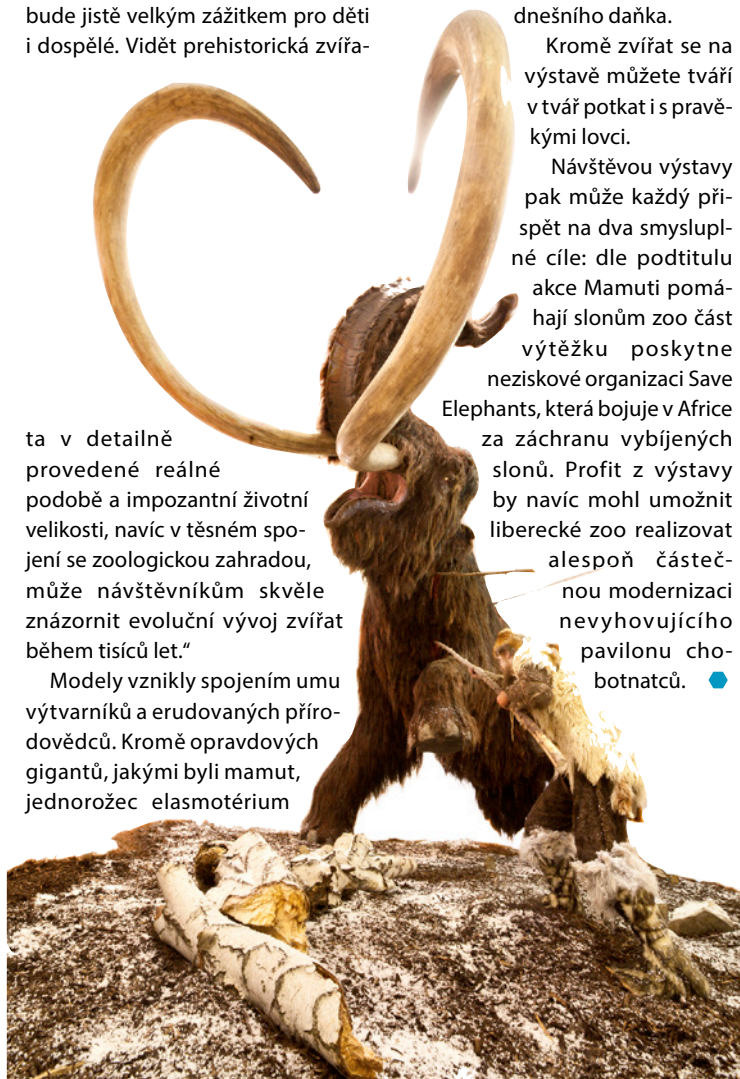 bude jistě velkým zážitkem pro děti
i dospělé. Vidět prehistorická zvířa-
ta v detailně
provedené reálné
podobě a impozantní životní
velikosti, navíc v těsném spo-
jení se zoologickou zahradou,
může návštěvníkům skvěle
znázornit evoluční vývoj zvířat
během tisíců let.“
Modely vznikly spojením umu
výtvarníků a erudovaných příro-
dovědců. Kromě opravdových
gigantů, jakými byli mamut,
jednorožec elasmotérium
dnešního daňka.
Kromě zvířat se na
výstavě můžete tváří
v tvář potkat i s pravě-
kými lovci.
Návštěvou výstavy
pak může každý při-
spět na dva smyslupl-
né cíle: dle podtitulu
akce Mamuti pomá-
hají slonům zoo část
výtěžku poskytne
neziskové organizaci Save
Elephants, která bojuje v Africe
za záchranu vybíjených
slonů. Profit z výstavy
by navíc mohl umožnit
liberecké zoo realizovat
alespoň částeč-
nou modernizaci
nevyhovujícího
pavilonu cho-
botnatců.